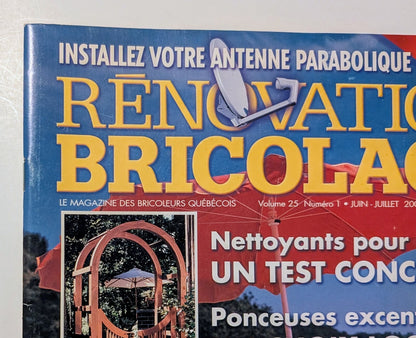 INSTALLEZ VOTRE ANTENNE PARABOLIQUE
RÉNOVATIO
BRICOLAG
LE MAGAZINE DES BRICOLEURS QUÉBÉCOIS Volume 25 Numéro 1 • JUIN - JUILLET 200
Nettoyants pour
UN TEST CONC
Ponceuses excent